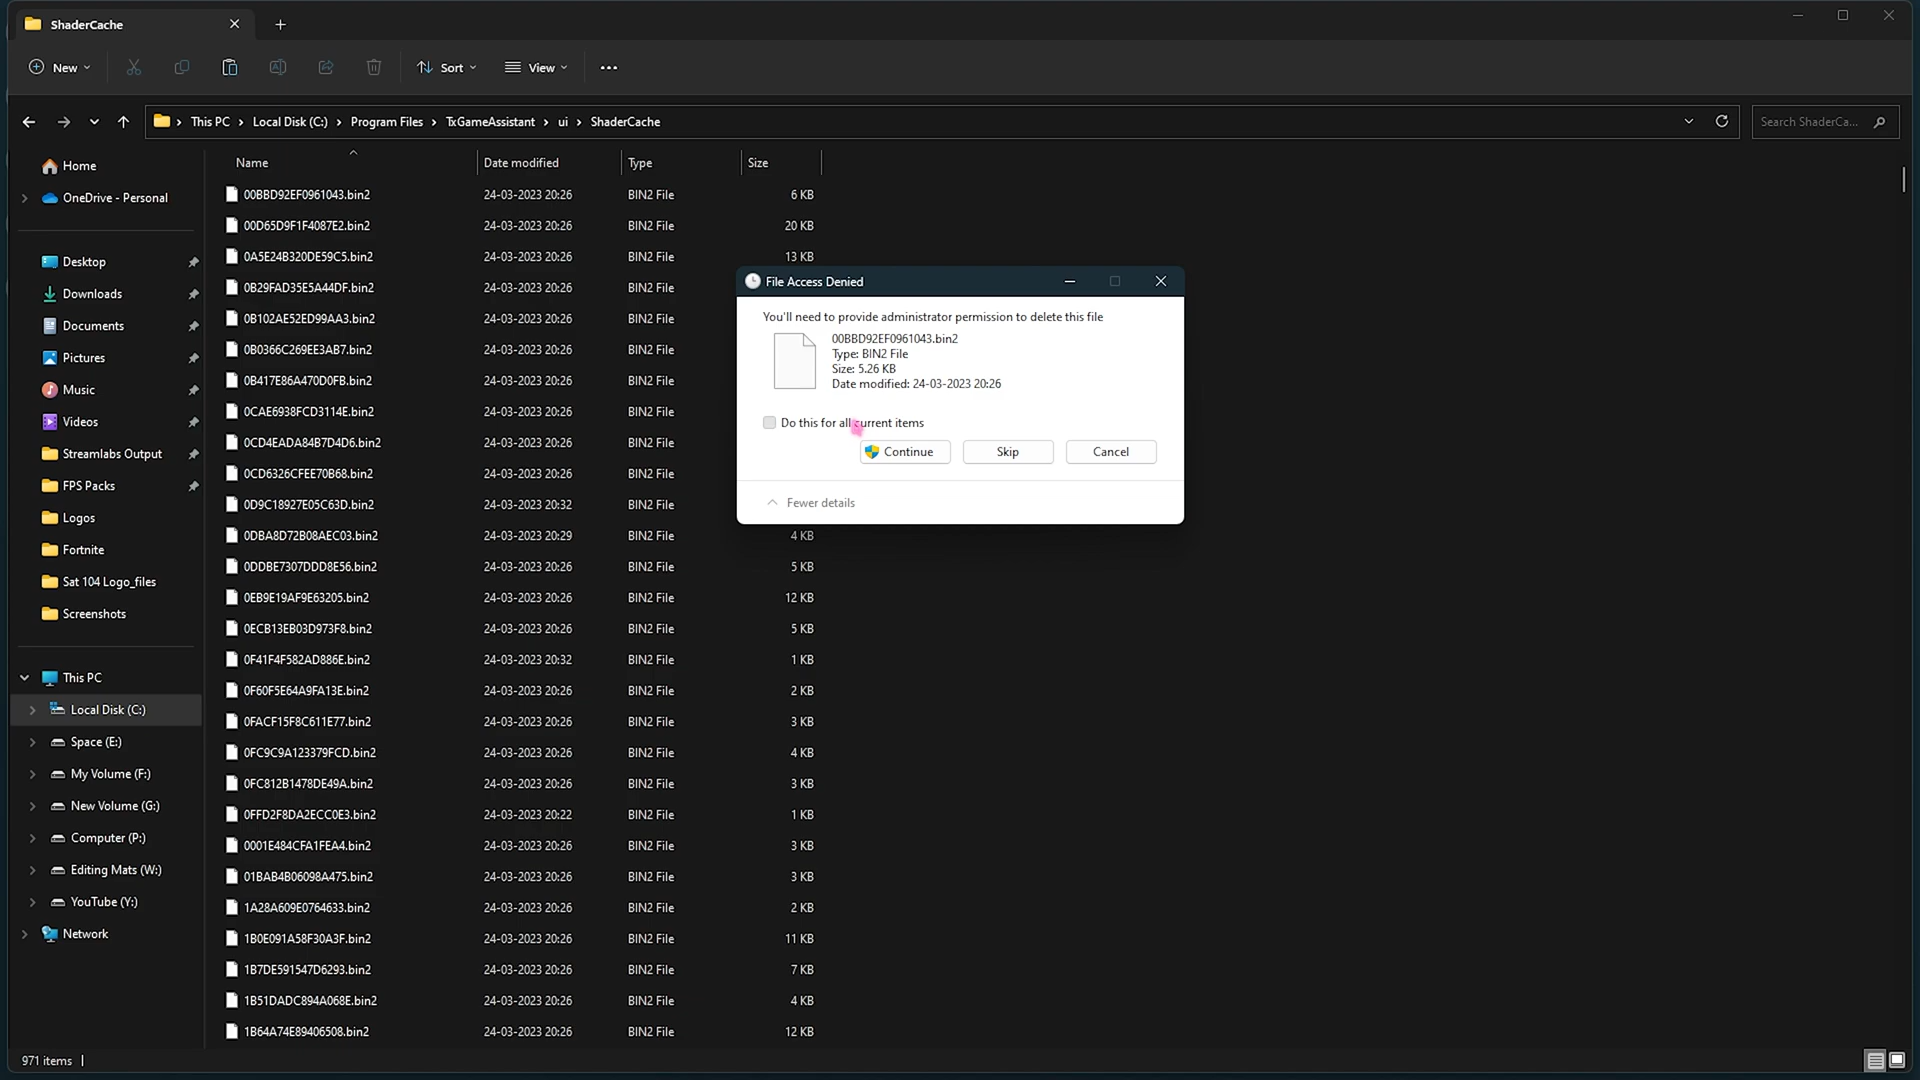 ShaderCache
New
Sort
View
This PC
Local Disk (C:)
Program Files
TxGameAssistant
ui
ShaderCache
Search ShaderCa...
Home
OneDrive - Personal
Desktop
Downloads
Documents
Pictures
Music
Videos
Streamlabs Output
FPS Packs
Logos
Fortnite
Sat 104 Logo_files
Screenshots
This PC
Local Disk (C:)
Space (E:)
My Volume (F:)
New Volume (G:)
Computer (P:)
Editing Mats (W:)
YouTube (Y:)
Network
Name Date modified Type Size
00BBD92EF0961043.bin2 24-03-2023 20:26 BIN2 File 6 KB
00D65D9F1F4087E2.bin2 24-03-2023 20:26 BIN2 File 20 KB
0A5E24B320DE59C5.bin2 24-03-2023 20:26 BIN2 File 13 KB
0B29FAD35E5A44DF.bin2 24-03-2023 20:26 BIN2 File
0B102AE52ED99AA3.bin2 24-03-2023 20:26 BIN2 File
0B0366C269EE3AB7.bin2 24-03-2023 20:26 BIN2 File
0B417E86A470D0FB.bin2 24-03-2023 20:26 BIN2 File
0CAE6938FCD3114E.bin2 24-03-2023 20:26 BIN2 File
0CD4EADA84B7D4D6.bin2 24-03-2023 20:26 BIN2 File
0CD6326CFEE70B68.bin2 24-03-2023 20:26 BIN2 File
0D9C18927E05C63D.bin2 24-03-2023 20:32 BIN2 File
0DBA8D72B08AEC03.bin2 24-03-2023 20:29 BIN2 File 4 KB
0DDBE7307DDD8E56.bin2 24-03-2023 20:26 BIN2 File 5 KB
0EB9E19AF9E63205.bin2 24-03-2023 20:26 BIN2 File 12 KB
0ECB13EB03D973F8.bin2 24-03-2023 20:26 BIN2 File 5 KB
0F41F4F582AD886E.bin2 24-03-2023 20:32 BIN2 File 1 KB
0F60F5E64A9FA13E.bin2 24-03-2023 20:26 BIN2 File 2 KB
0FACF15F8C611E77.bin2 24-03-2023 20:26 BIN2 File 3 KB
0FC9C9A123379FCD.bin2 24-03-2023 20:26 BIN2 File 4 KB
0FC812B1478DE49A.bin2 24-03-2023 20:26 BIN2 File 3 KB
0FFD2F8DA2ECC0E3.bin2 24-03-2023 20:22 BIN2 File 1 KB
0001E484CFA1FEA4.bin2 24-03-2023 20:26 BIN2 File 3 KB
01BAB4B06098A475.bin2 24-03-2023 20:26 BIN2 File 3 KB
1A28A609E0764633.bin2 24-03-2023 20:26 BIN2 File 2 KB
1B0E091A58F30A3F.bin2 24-03-2023 20:26 BIN2 File 11 KB
1B7DE591547D6293.bin2 24-03-2023 20:26 BIN2 File 7 KB
1B51DADC894A068E.bin2 24-03-2023 20:26 BIN2 File 4 KB
1B64A74E89406508.bin2 24-03-2023 20:26 BIN2 File 12 KB
File Access Denied
You'll need to provide administrator permission to delete this file
00BBD92EF0961043.bin2
Type: BIN2 File
Size: 5.26 KB
Date modified: 24-03-2023 20:26
Do this for all current items
Continue
Skip
Cancel
Fewer details
971 items